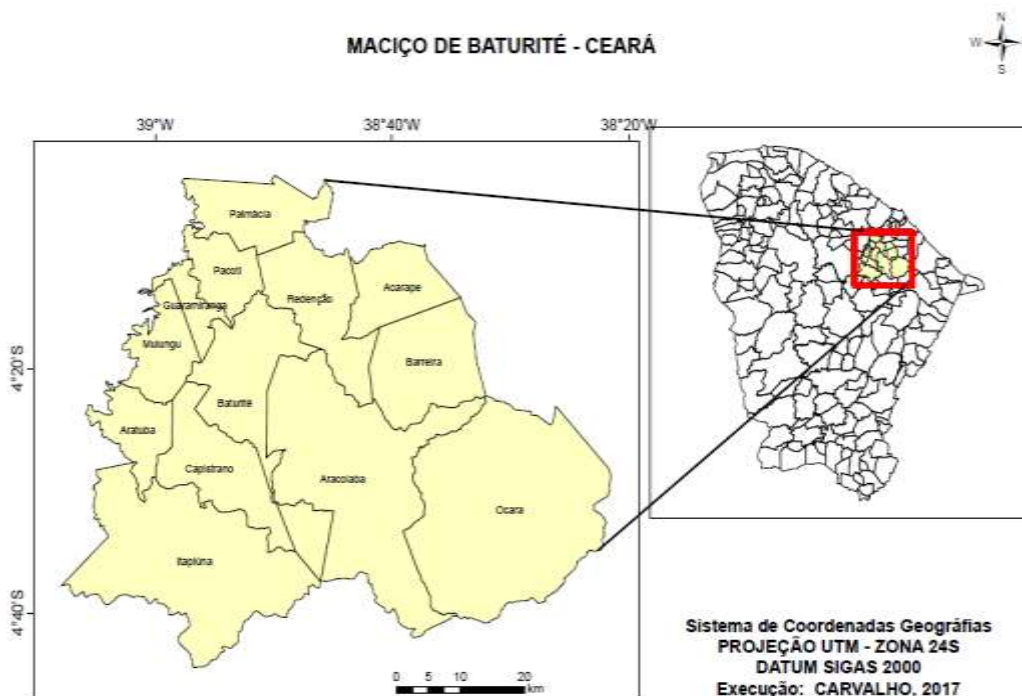 MACIÇO DE BATURITÉ - CEARÁ
N
W
S
39°W
38°40'W
38°20'W
4°20'S
4°40'S
Palmácia
Pacoti
Redenção
Acarape
Guaramiranga
Mulungu
Barreira
Baturité
Aratuba
Capistrano
Aracoiaba
Ocara
Itapiúna
0 5 10 20
km
Sistema de Coordenadas Geográfias
PROJEÇÃO UTM - ZONA 24S
DATUM SIGAS 2000
Execução: CARVALHO, 2017